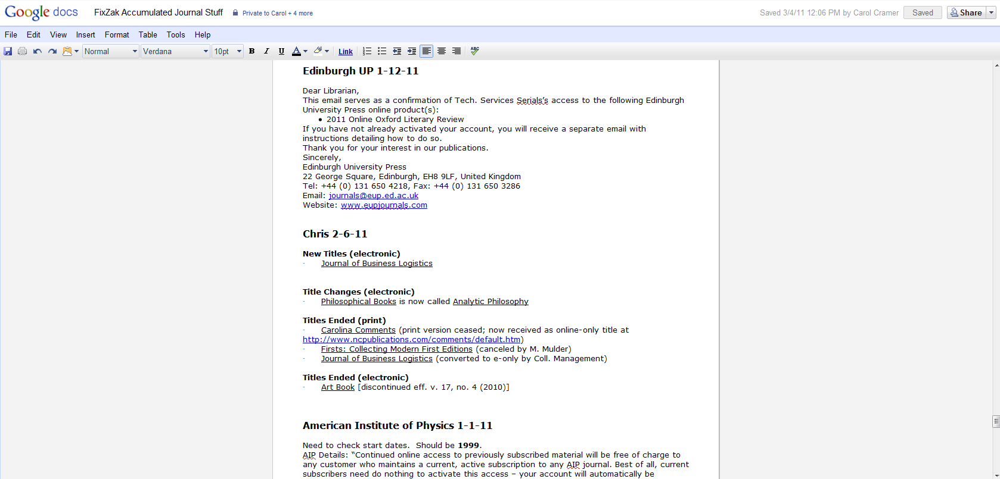 Google docs FixZak Accumulated Journal Stuff Private to Carol + 4 more Saved 3/4/11 12:06 PM by Carol Cramer Saved Share
File Edit View Insert Format Table Tools Help
Normal Verdana 10pt B I U A Link ABC
Edinburgh UP 1-12-11
Dear Librarian,
This email serves as a confirmation of Tech. Services Serials’s access to the following Edinburgh
University Press online product(s):
• 2011 Online Oxford Literary Review
If you have not already activated your account, you will receive a separate email with
instructions detailing how to do so.
Thank you for your interest in our publications.
Sincerely,
Edinburgh University Press
22 George Square, Edinburgh, EH8 9LF, United Kingdom
Tel: +44 (0) 131 650 4218, Fax: +44 (0) 131 650 3286
Email: journals@eup.ed.ac.uk
Website: www.eupjournals.com
Chris 2-6-11
New Titles (electronic)
· Journal of Business Logistics
Title Changes (electronic)
· Philosophical Books is now called Analytic Philosophy
Titles Ended (print)
· Carolina Comments (print version ceased; now received as online-only title at
http://www.ncpublications.com/comments/default.htm)
· Firsts: Collecting Modern First Editions (canceled by M. Mulder)
· Journal of Business Logistics (converted to e-only by Coll. Management)
Titles Ended (electronic)
· Art Book [discontinued eff. v. 17, no. 4 (2010)]
American Institute of Physics 1-1-11
Need to check start dates.  Should be 1999.
AIP Details: “Continued online access to previously subscribed material will be free of charge to
any customer who maintains a current, active subscription to any AIP journal. Best of all, current
subscribers need do nothing to activate this access – your account will automatically be